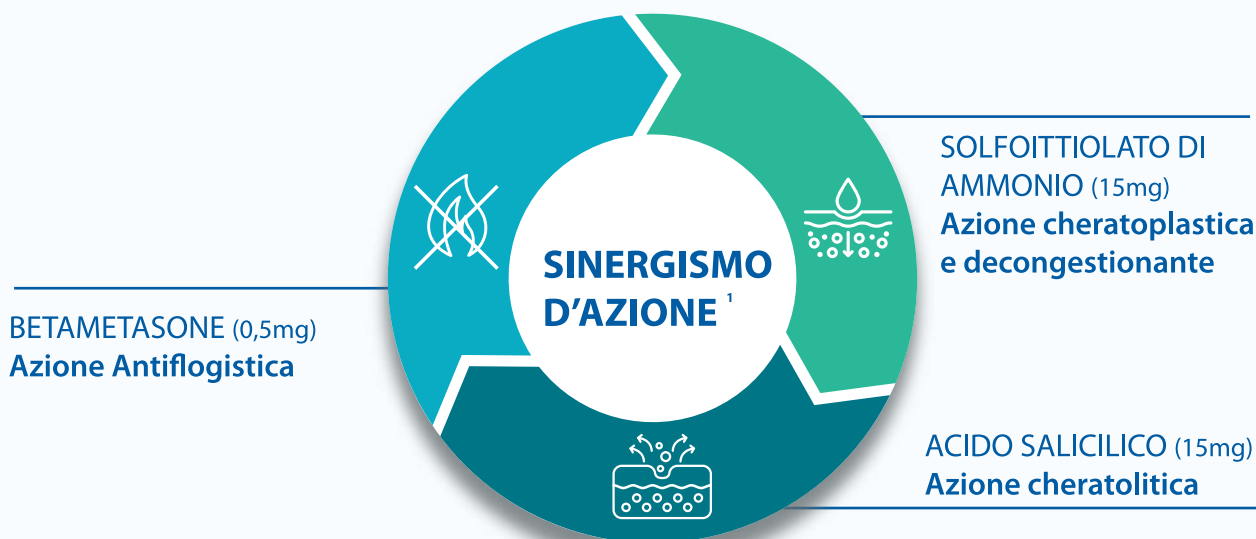 SINERGISMO
D’AZIONE ¹
SOLFOITTIOLATO DI
AMMONIO (15mg)
Azione cheratoplastica
e decongestionante
BETAMETASONE (0,5mg)
Azione Antiflogistica
ACIDO SALICILICO (15mg)
Azione cheratolitica